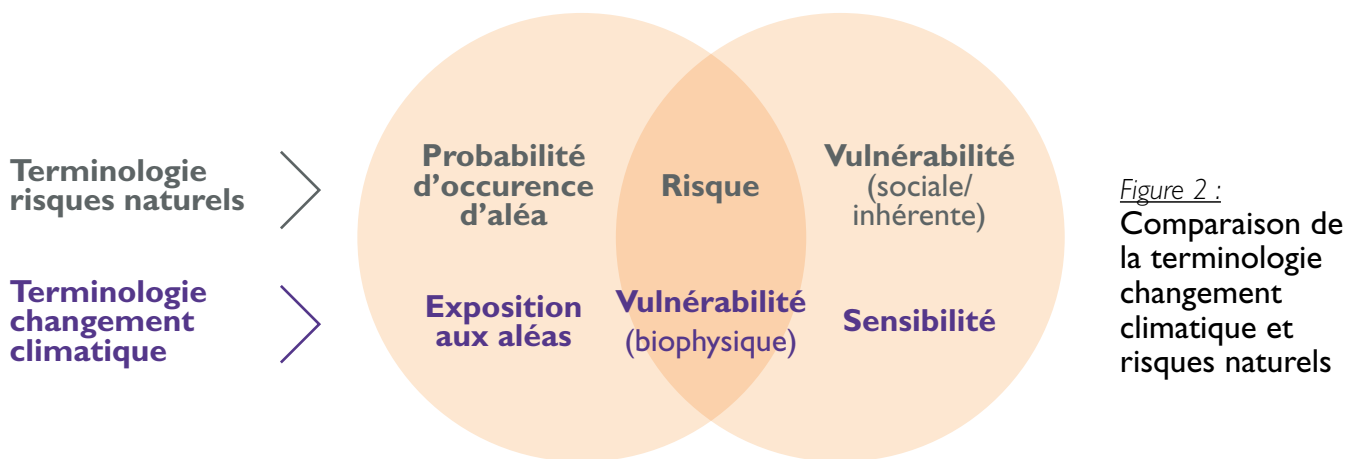 Terminologie
risques naturels
Probabilité
d'occurence
d'aléa
Risque
Vulnérabilité
(sociale/
inhérente)
Terminologie
changement
climatique
Exposition
aux aléas
Vulnérabilité
(biophysique)
Sensibilité
Figure 2 :
Comparaison de
la terminologie
changement
climatique et
risques naturels